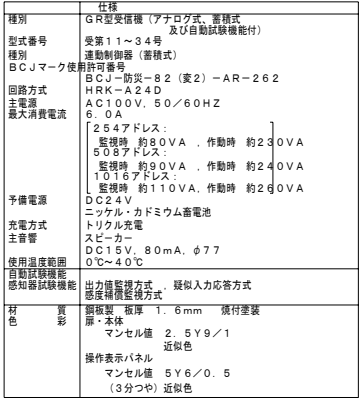 仕様
種別 GR型受信機(アナログ式、蓄積式
及び自動試験機能付)
型式番号 受第11~34号
種別 連動制御器(蓄積式)
BCJマーク使用許可番号
BCJ-防災-82(変2)-AR-262
回路方式 HRK-A24D
主電源 AC100V,50/60HZ
最大消費電流 6.0A
254アドレス:
監視時 約80VA ,作動時 約230VA
508アドレス:
監視時 約90VA ,作動時 約240VA
1016アドレス:
監視時 約110VA,作動時 約260VA
予備電源 DC24V
ニッケル・カドミウム蓄電池
充電方式 トリクル充電
主音響 スピーカー
DC15V,80mA,φ77
使用温度範囲 0℃~40℃
自動試験機能
感知器試験機能 出力値監視方式 ,疑似入力応答方式
感度補償監視方式
材質 鋼板製 板厚 1.6mm 焼付塗装
色彩 扉・本体
マンセル値 2.5Y9/1
近似色
操作表示パネル
マンセル値 5Y6/0.5
(3分つや)近似色